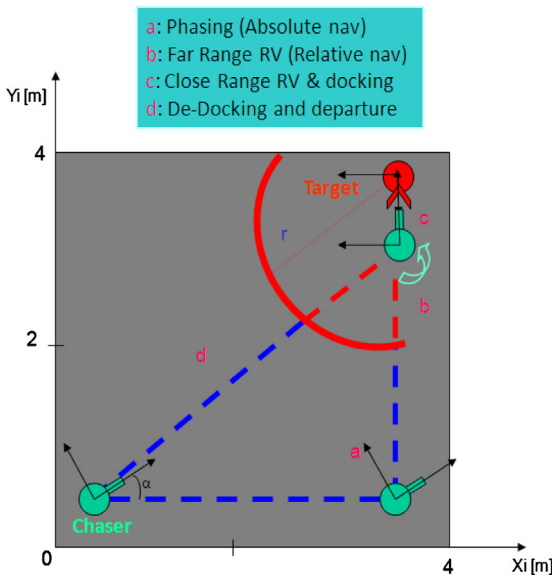 a: Phasing (Absolute nav)
b: Far Range RV (Relative nav)
c: Close Range RV & docking
d: De-Docking and departure
Yi [m]
4
Target
c
r
b
2
d
a
α
Chaser
0
4
Xi [m]